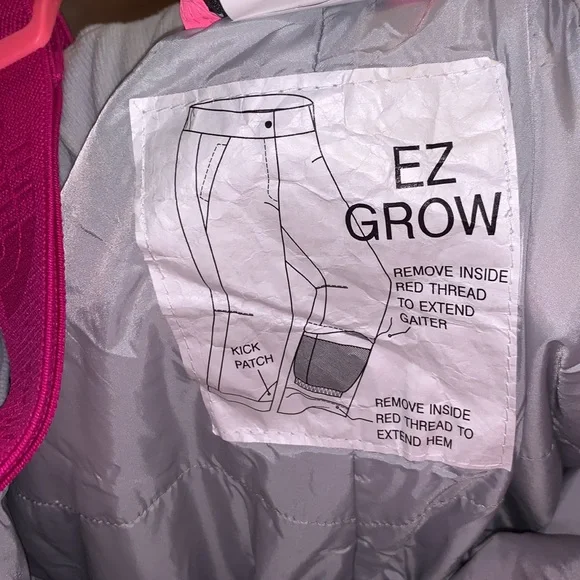 EZ
GROW
REMOVE INSIDE
RED THREAD
TO EXTEND
GAITER
KICK
PATCH
REMOVE INSIDE
RED THREAD TO
EXTEND HEM